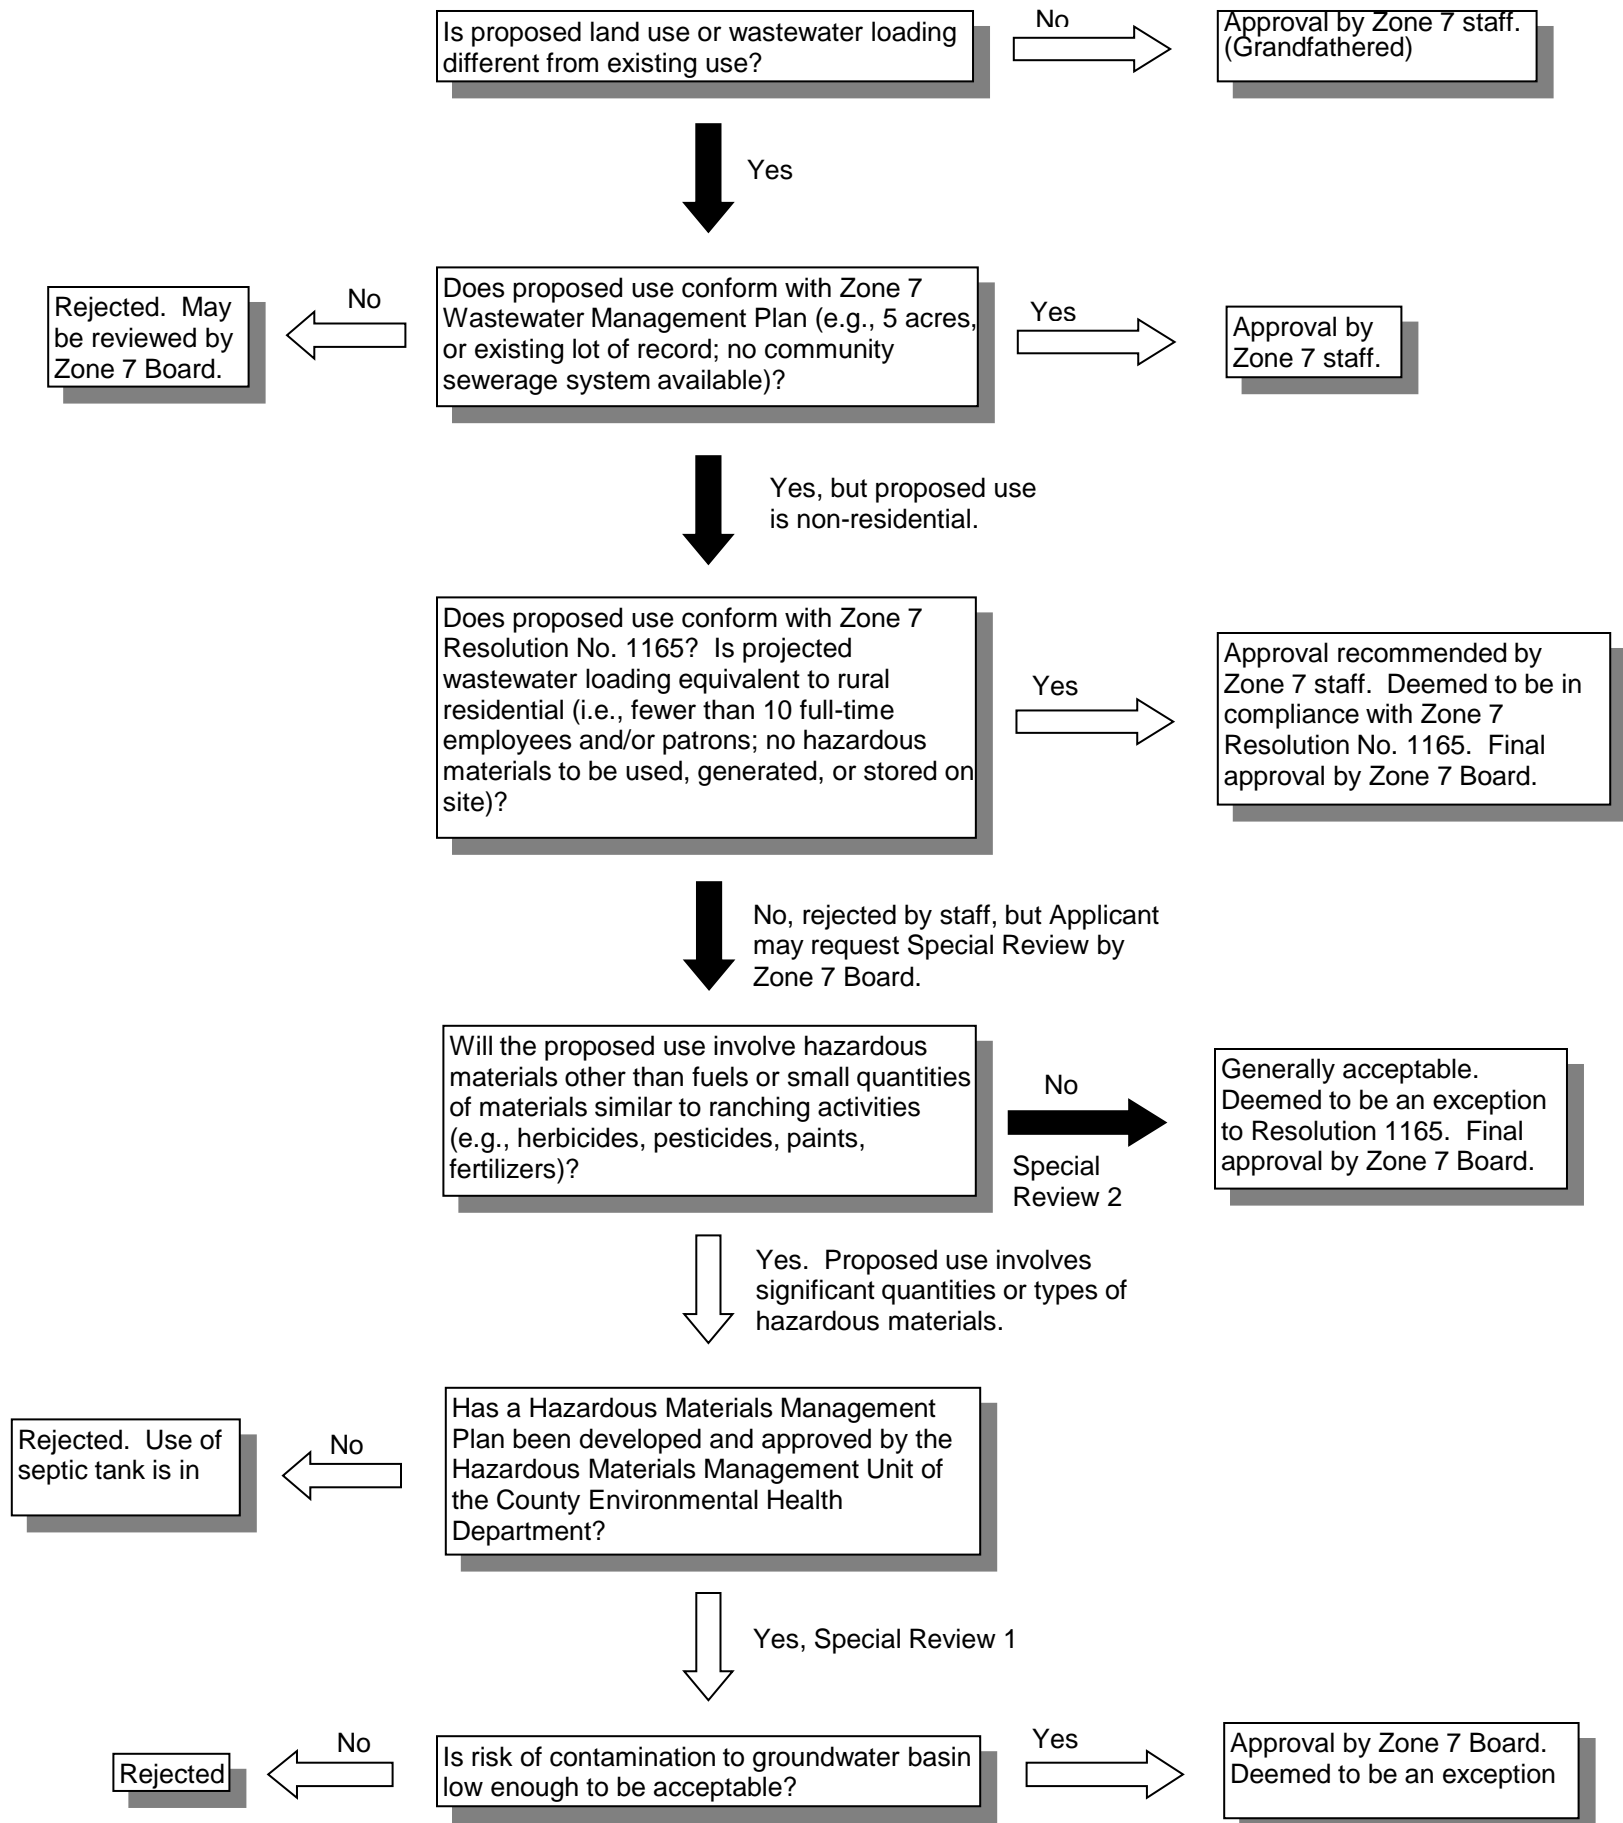 Is proposed land use or wastewater loading
different from existing use?
No
Approval by Zone 7 staff.
(Grandfathered)
Yes
Rejected.  May
be reviewed by
Zone 7 Board.
No
Does proposed use conform with Zone 7
Wastewater Management Plan (e.g., 5 acres,
or existing lot of record; no community
sewerage system available)?
Yes
Approval by
Zone 7 staff.
Yes, but proposed use
is non-residential.
Does proposed use conform with Zone 7
Resolution No. 1165?  Is projected
wastewater loading equivalent to rural
residential (i.e., fewer than 10 full-time
employees and/or patrons; no hazardous
materials to be used, generated, or stored on
site)?
Yes
Approval recommended by
Zone 7 staff.  Deemed to be in
compliance with Zone 7
Resolution No. 1165.  Final
approval by Zone 7 Board.
No, rejected by staff, but Applicant
may request Special Review by
Zone 7 Board.
Will the proposed use involve hazardous
materials other than fuels or small quantities
of materials similar to ranching activities
(e.g., herbicides, pesticides, paints,
fertilizers)?
No
Special
Review 2
Generally acceptable.
Deemed to be an exception
to Resolution 1165.  Final
approval by Zone 7 Board.
Yes.  Proposed use involves
significant quantities or types of
hazardous materials.
Rejected.  Use of
septic tank is in
No
Has a Hazardous Materials Management
Plan been developed and approved by the
Hazardous Materials Management Unit of
the County Environmental Health
Department?
Yes, Special Review 1
Rejected
No
Is risk of contamination to groundwater basin
low enough to be acceptable?
Yes
Approval by Zone 7 Board.
Deemed to be an exception